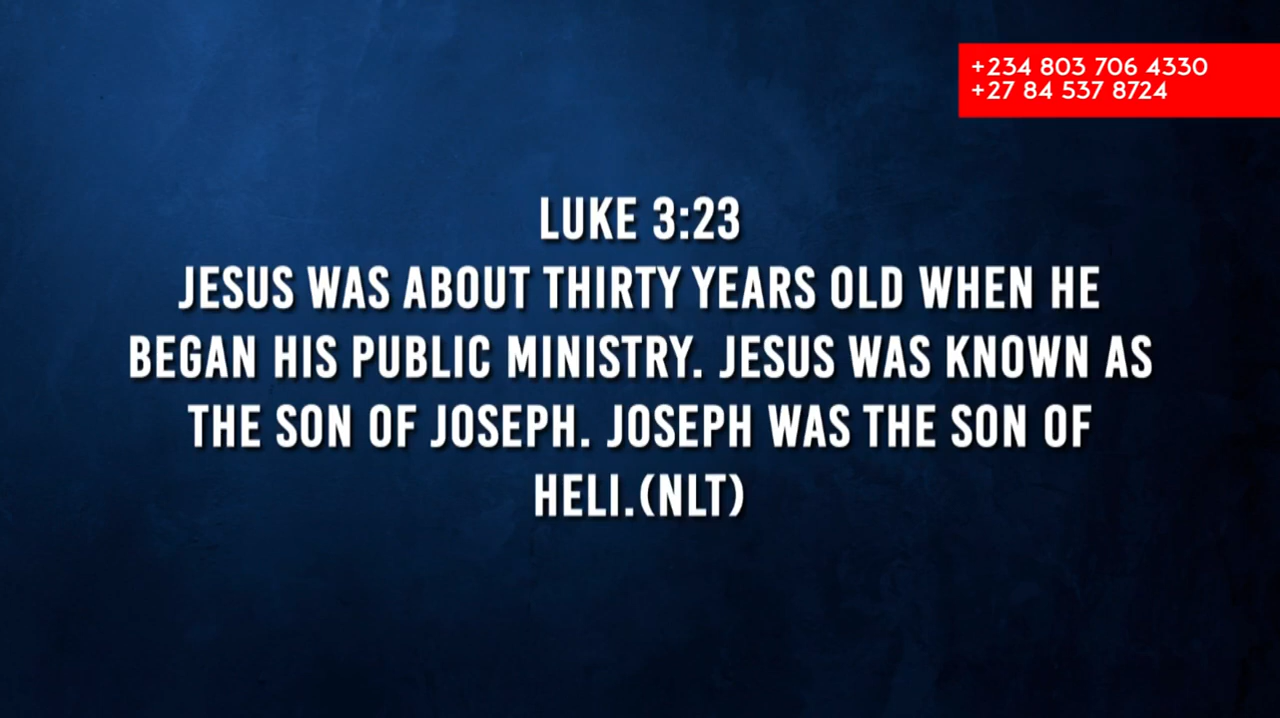 +234 803 706 4330
+27 84 537 8724
LUKE 3:23
JESUS WAS ABOUT THIRTY YEARS OLD WHEN HE
BEGAN HIS PUBLIC MINISTRY. JESUS WAS KNOWN AS
THE SON OF JOSEPH. JOSEPH WAS THE SON OF
HELI.(NLT)